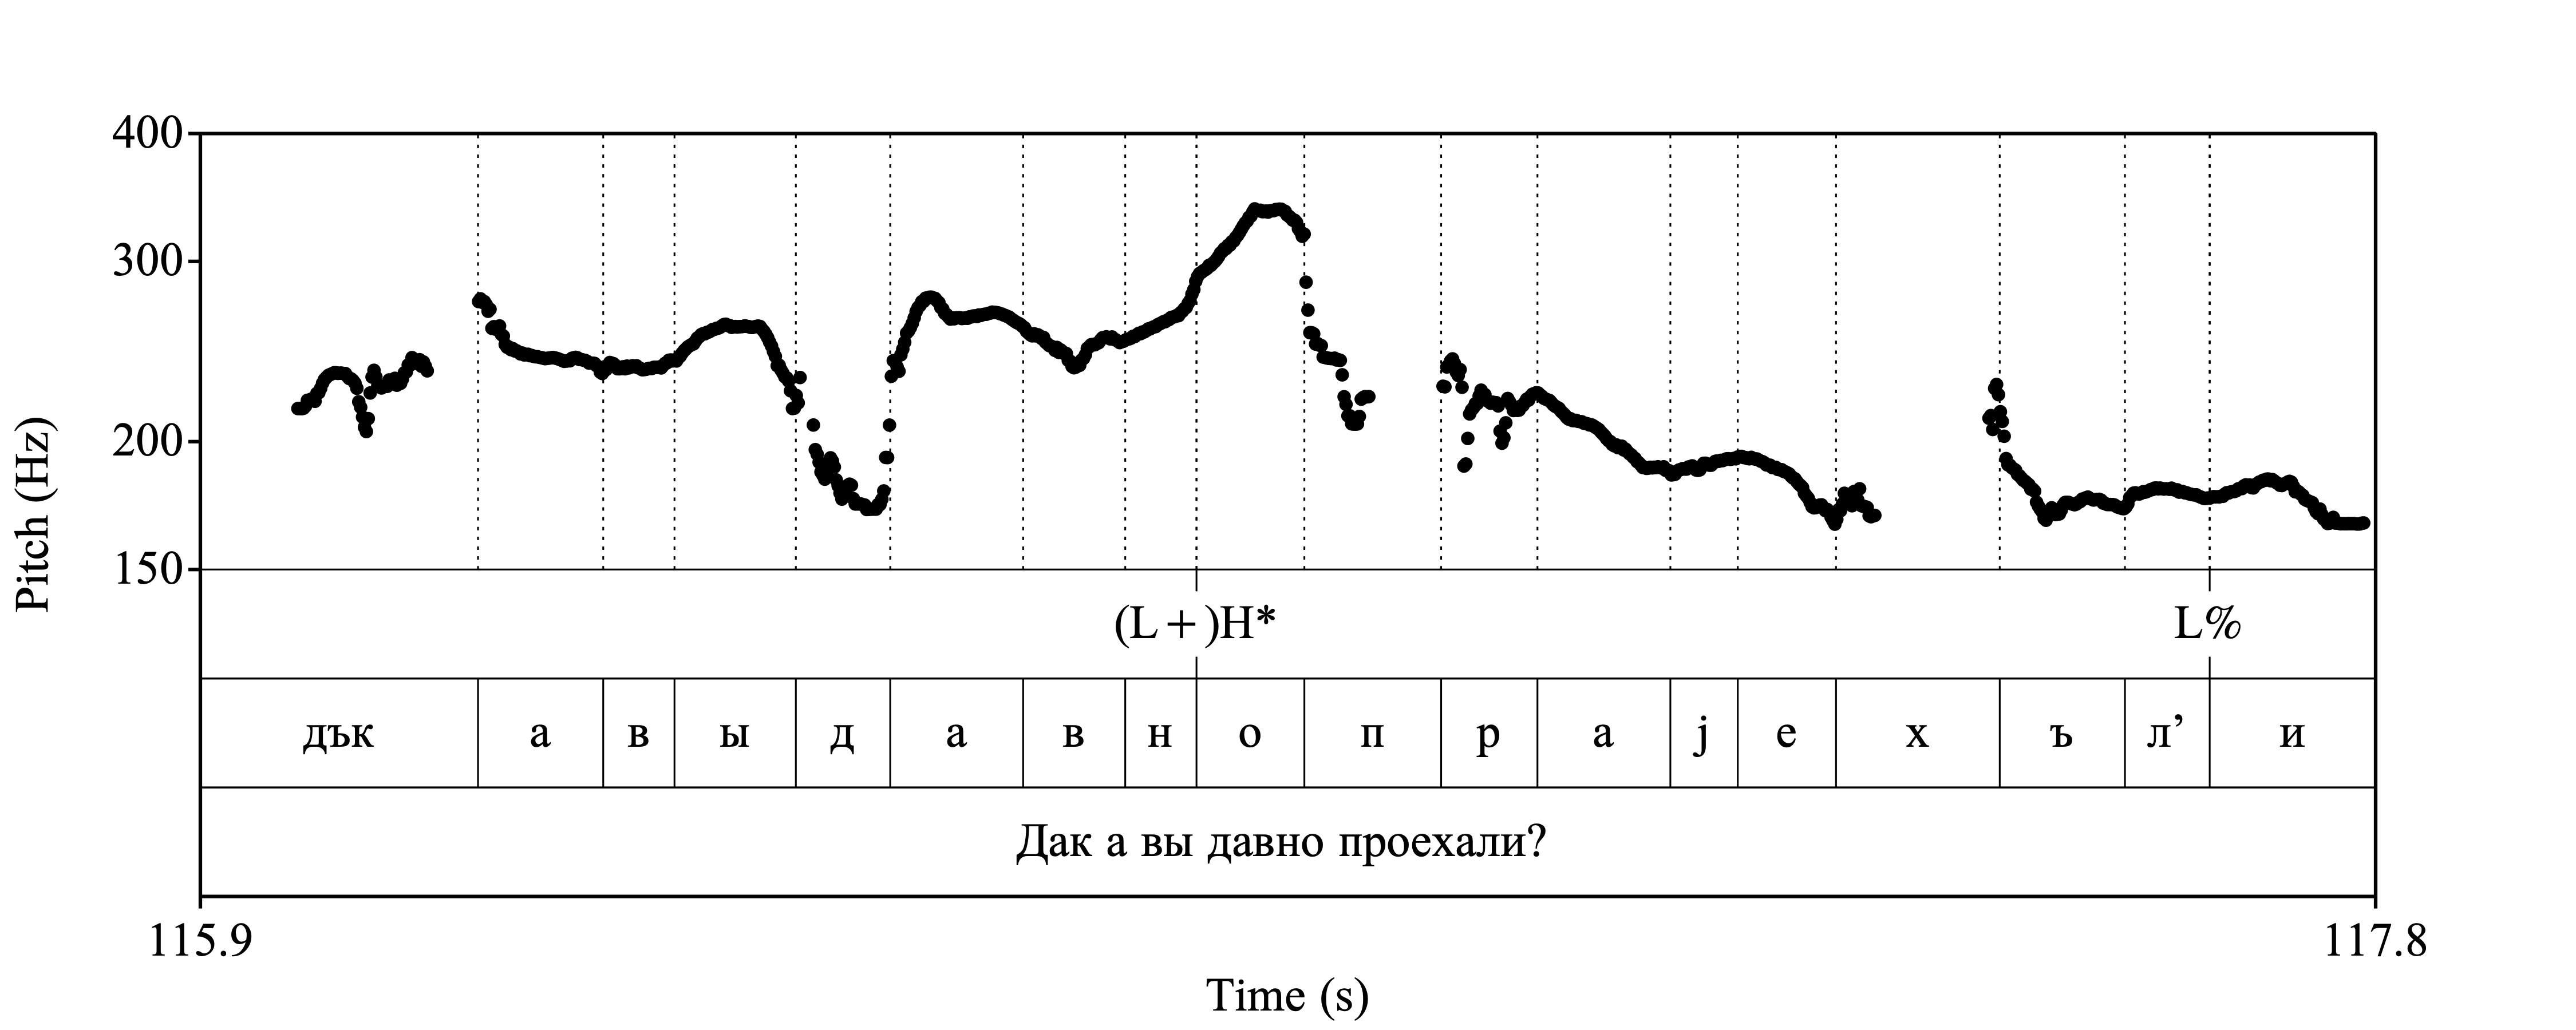 400
300
200
150
Pitch (Hz)
(L+)H* L%
дък а в ы д а в н о п р а j е х ъ л’ и
Дак а вы давно проехали?
115.9 117.8
Time (s)